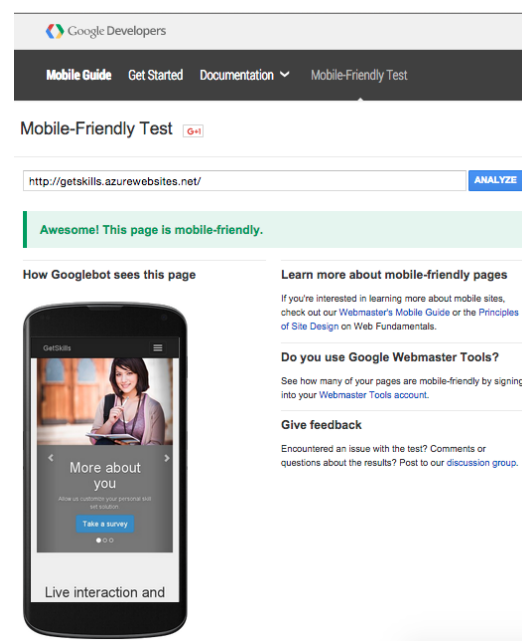 Google Developers
Mobile Guide Get Started Documentation Mobile-Friendly Test
Mobile-Friendly Test G+1
http://getskills.azurewebsites.net/ ANALYZE
Awesome! This page is mobile-friendly.
How Googlebot sees this page
GetSkills
More about
you
Allow us customize your personal skill
set solution
Take a survey
Live interaction and
Learn more about mobile-friendly pages
If you're interested in learning more about mobile sites,
check out our Webmaster's Mobile Guide or the Principles
of Site Design on Web Fundamentals.
Do you use Google Webmaster Tools?
See how many of your pages are mobile-friendly by signing
into your Webmaster Tools account.
Give feedback
Encountered an issue with the test? Comments or
questions about the results? Post to our discussion group.